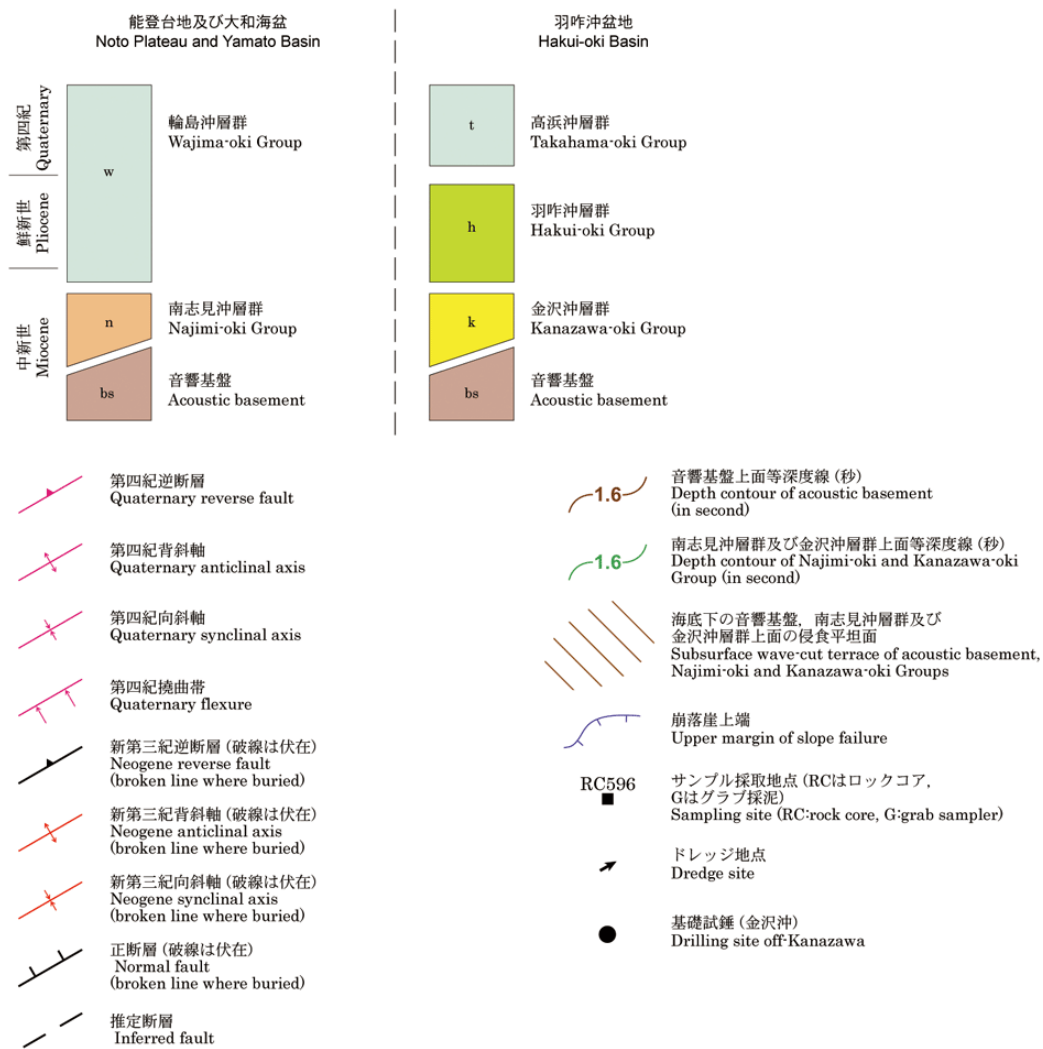 能登台地及び大和海盆
Noto Plateau and Yamato Basin
羽咋沖盆地
Hakui-oki Basin
第四紀
Quaternary
鮮新世
Pliocene
中新世
Miocene
w
輪島沖層群
Wajima-oki Group
n
南志見沖層群
Najimi-oki Group
bs
音響基盤
Acoustic basement
t
高浜沖層群
Takahama-oki Group
h
羽咋沖層群
Hakui-oki Group
k
金沢沖層群
Kanazawa-oki Group
bs
音響基盤
Acoustic basement
第四紀逆断層
Quaternary reverse fault
第四紀背斜軸
Quaternary anticlinal axis
第四紀向斜軸
Quaternary synclinal axis
第四紀撓曲帯
Quaternary flexure
新第三紀逆断層 (破線は伏在)
Neogene reverse fault
(broken line where buried)
新第三紀背斜軸 (破線は伏在)
Neogene anticlinal axis
(broken line where buried)
新第三紀向斜軸 (破線は伏在)
Neogene synclinal axis
(broken line where buried)
正断層 (破線は伏在)
Normal fault
(broken line where buried)
推定断層
Inferred fault
1.6
音響基盤上面等深度線 (秒)
Depth contour of acoustic basement
(in second)
1.6
南志見沖層群及び金沢沖層群上面等深度線 (秒)
Depth contour of Najimi-oki and Kanazawa-oki
Group (in second)
海底下の音響基盤, 南志見沖層群及び
金沢沖層群上面の侵食平坦面
Subsurface wave-cut terrace of acoustic basement,
Najimi-oki and Kanazawa-oki Groups
崩落崖上端
Upper margin of slope failure
RC596
サンプル採取地点 (RCはロックコア,
Gはグラブ採泥)
Sampling site (RC:rock core, G:grab sampler)
ドレッジ地点
Dredge site
基礎試錐 (金沢沖)
Drilling site off-Kanazawa